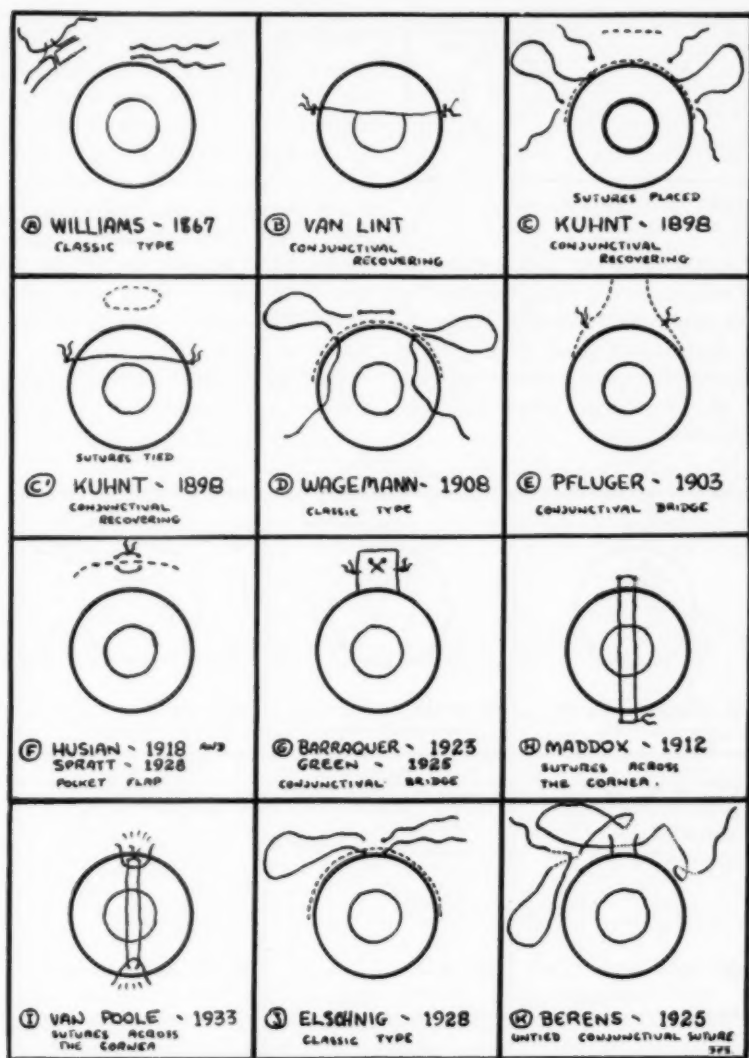 Ⓐ WILLIAMS - 1867
CLASSIC TYPE
Ⓑ VAN LINT
CONJUNCTIVAL
RECOVERING
SUTURES PLACED
Ⓒ KUHNT - 1898
CONJUNCTIVAL
RECOVERING
SUTURES TIED
Ⓒ' KUHNT - 1898
CONJUNCTIVAL
RECOVERING
Ⓓ WAGEMANN - 1908
CLASSIC TYPE
Ⓔ PFLUGER - 1903
CONJUNCTIVAL BRIDGE
Ⓕ HUSIAN - 1918 AND
SPRATT - 1928
POCKET FLAP
Ⓖ BARRAQUER - 1923
GREEN - 1925
CONJUNCTIVAL BRIDGE
Ⓗ MADDOX - 1912
SUTURES ACROSS
THE CORNER.
Ⓘ VAN POOLE - 1933
SUTURES ACROSS
THE CORNEA
Ⓙ ELSCHNIG - 1928
CLASSIC TYPE
Ⓚ BERENS - 1925
UNTIED CONJUNCTIVAL SUTURE